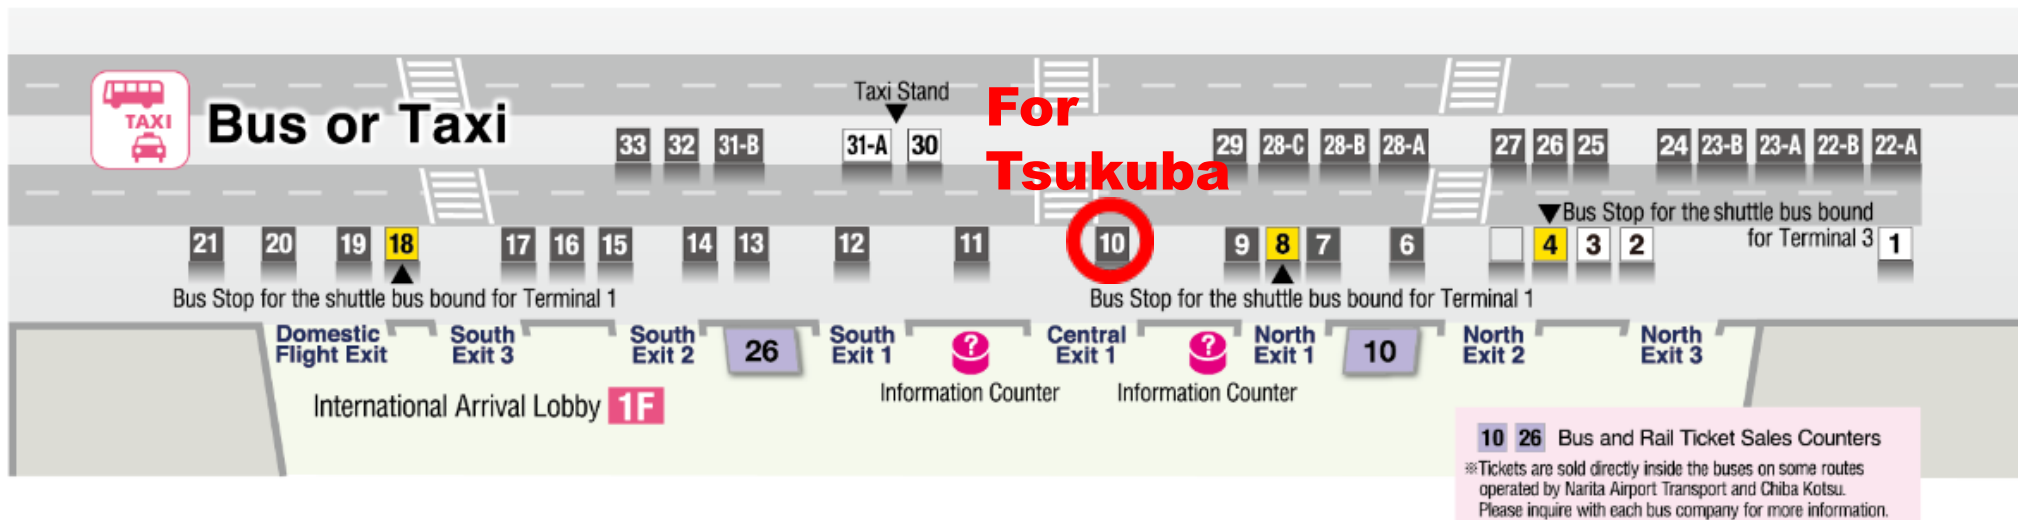 TAXI
Bus or Taxi
Taxi Stand
For
Tsukuba
33 32 31-B 31-A 30 29 28-C 28-B 28-A 27 26 25 24 23-B 23-A 22-B 22-A
▼Bus Stop for the shuttle bus bound
for Terminal 3
21 20 19 18 17 16 15 14 13 12 11 10 9 8 7 6 4 3 2 1
Bus Stop for the shuttle bus bound for Terminal 1
Bus Stop for the shuttle bus bound for Terminal 1
Domestic
Flight Exit
South
Exit 3
South
Exit 2
26
South
Exit 1
?
Information Counter
Central
Exit 1
?
Information Counter
North
Exit 1
10
North
Exit 2
North
Exit 3
International Arrival Lobby 1F
10 26 Bus and Rail Ticket Sales Counters
※Tickets are sold directly inside the buses on some routes
operated by Narita Airport Transport and Chiba Kotsu.
Please inquire with each bus company for more information.